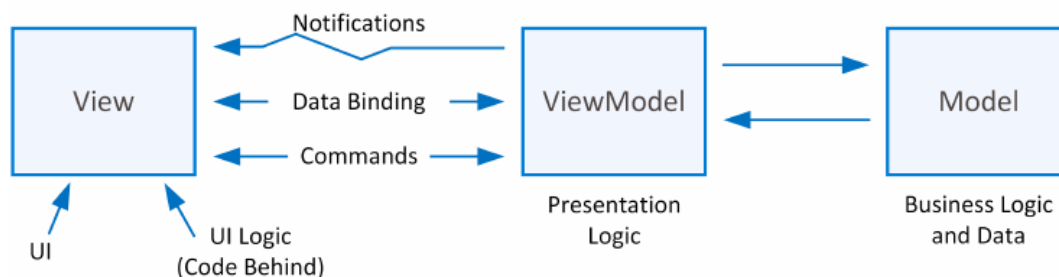 Notifications
View
Data Binding
ViewModel
Model
Commands
UI
UI Logic
(Code Behind)
Presentation
Logic
Business Logic
and Data